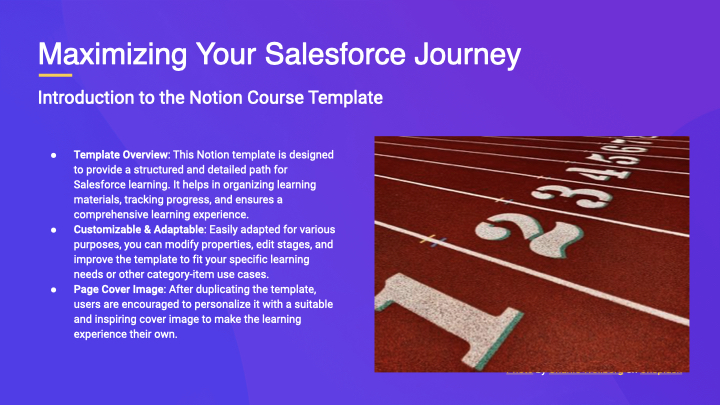 Maximizing Your Salesforce Journey
Introduction to the Notion Course Template
● Template Overview: This Notion template is designed
to provide a structured and detailed path for
Salesforce learning. It helps in organizing learning
materials, tracking progress, and ensures a
comprehensive learning experience.
● Customizable & Adaptable: Easily adapted for various
purposes, you can modify properties, edit stages, and
improve the template to fit your specific learning
needs or other category-item use cases.
● Page Cover Image: After duplicating the template,
users are encouraged to personalize it with a suitable
and inspiring cover image to make the learning
experience their own.
1 2 3 4 5 6 7